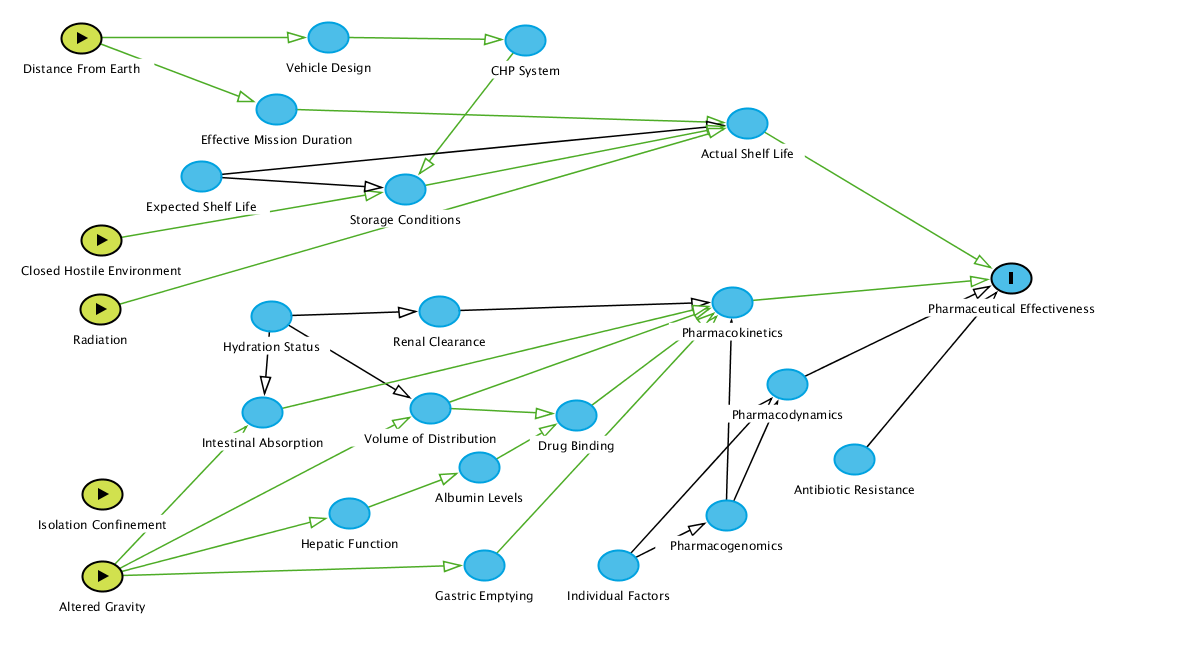 Distance From Earth
Vehicle Design
CHP System
Effective Mission Duration
Actual Shelf Life
Expected Shelf Life
Storage Conditions
Closed Hostile Environment
Pharmaceutical Effectiveness
Radiation
Hydration Status
Renal Clearance
Pharmacokinetics
Pharmacodynamics
Intestinal Absorption
Volume of Distribution
Drug Binding
Albumin Levels
Antibiotic Resistance
Isolation Confinement
Hepatic Function
Pharmacogenomics
Altered Gravity
Gastric Emptying
Individual Factors